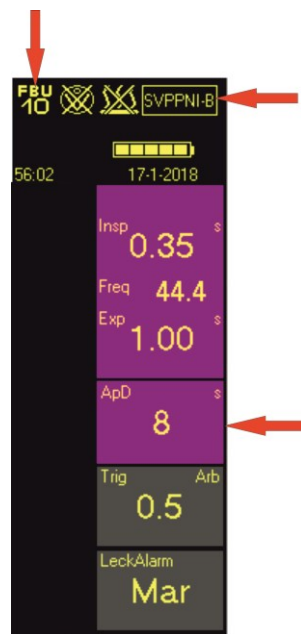 FBU
10
SVPPNI-B
56:02 17-1-2018
Insp s
0.35
Freq 44.4
Exp s
1.00
ApD s
8
Trig Arb
0.5
LeckAlarm
Mar